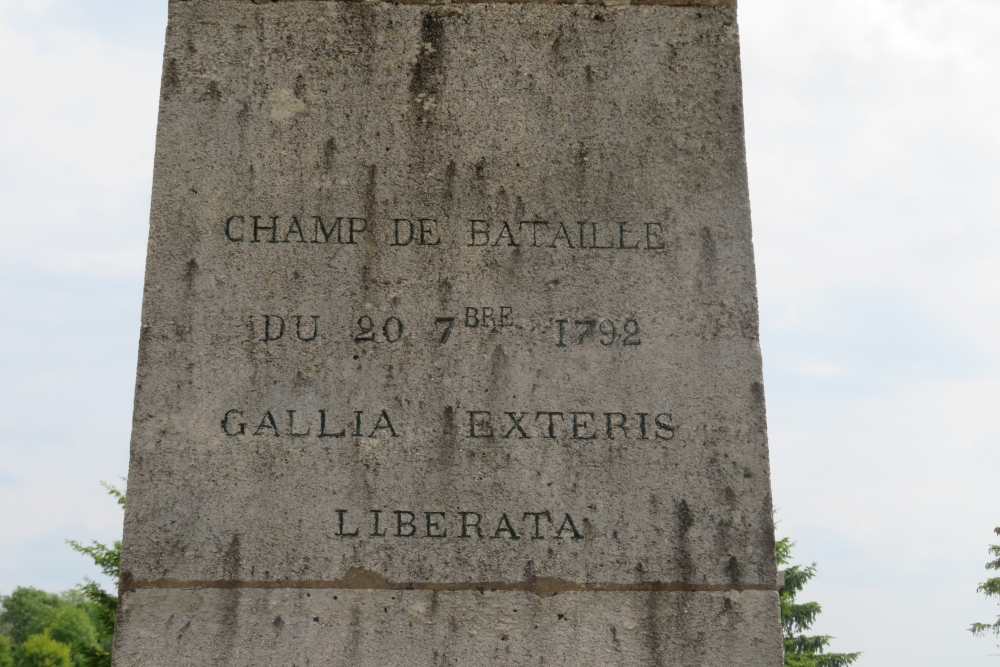 CHAMP DE BATAILLE
DU 20 7BRE 1792
GALLIA EXTERIS
LIBERATA